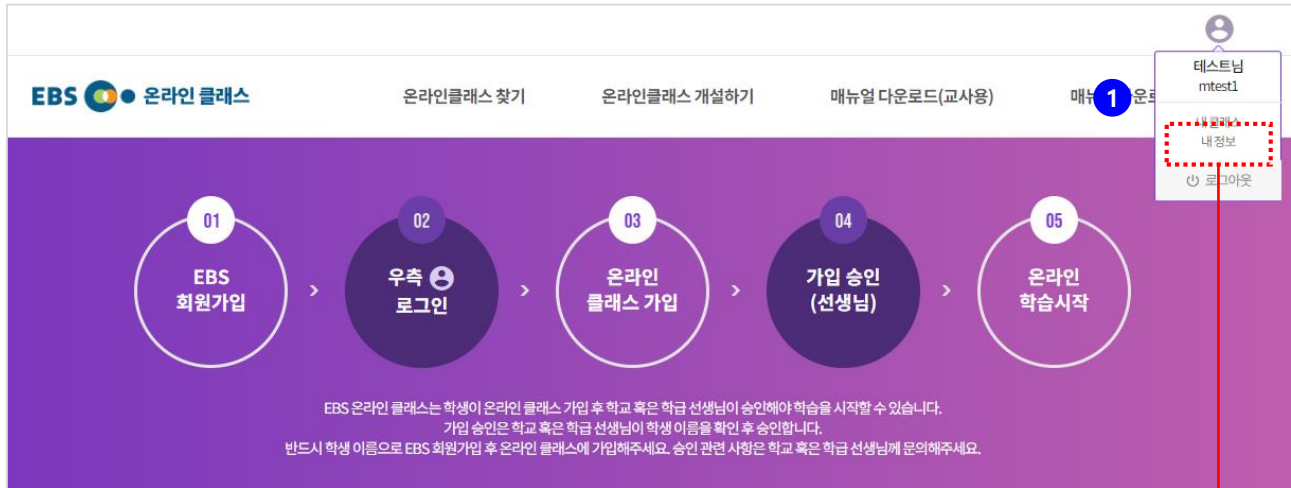 테스트님
mtest1
EBS 온라인 클래스
온라인클래스 찾기
온라인클래스 개설하기
매뉴얼 다운로드(교사용)
1
내 클래스
내 정보
로그아웃
01
EBS
회원가입
02
우측
로그인
03
온라인
클래스 가입
04
가입 승인
(선생님)
05
온라인
학습시작
EBS 온라인 클래스는 학생이 온라인 클래스 가입 후 학교 혹은 학급 선생님이 승인해야 학습을 시작할 수 있습니다.
가입 승인은 학교 혹은 학급 선생님이 학생 이름을 확인 후 승인합니다.
반드시 학생 이름으로 EBS 회원가입 후 온라인 클래스에 가입해주세요. 승인 관련 사항은 학교 혹은 학급 선생님께 문의해주세요.